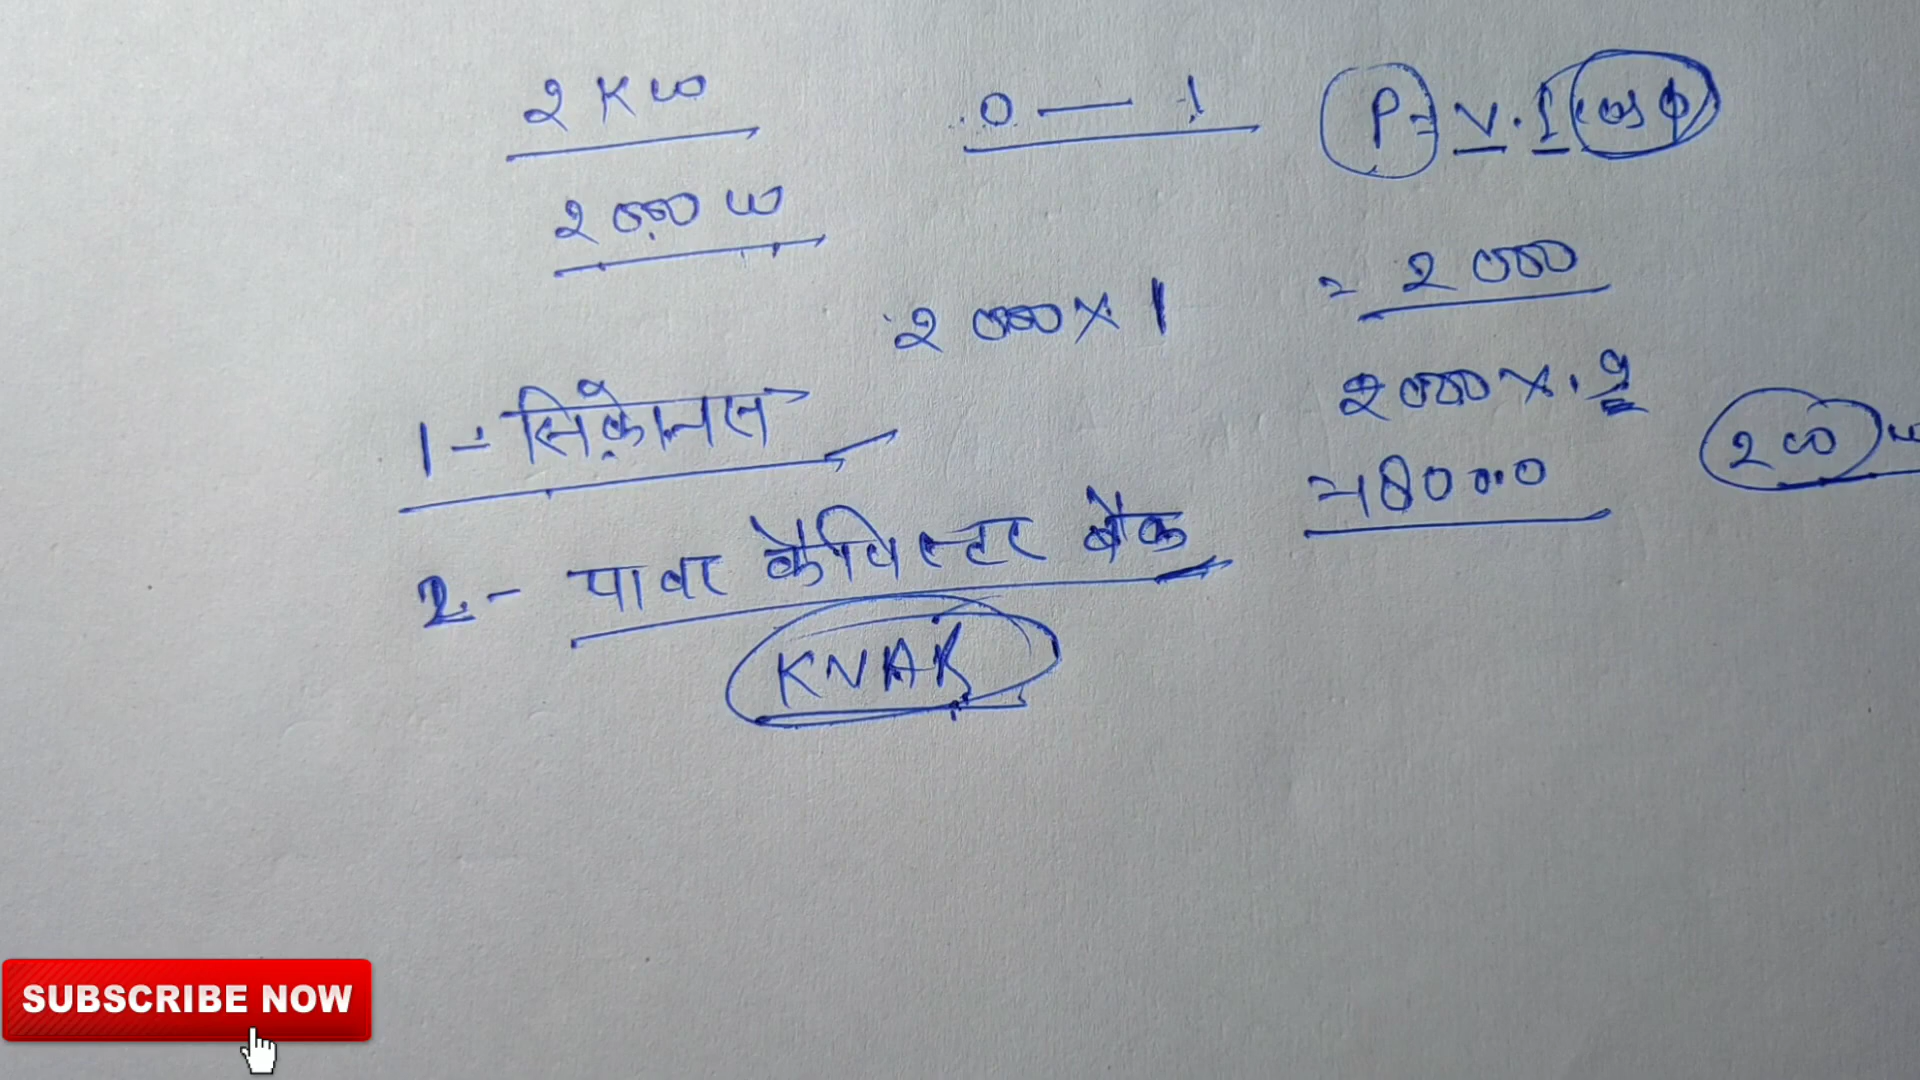 2 KW
0 — 1
P = V.I cos φ
2000 W
= 2000
2000 × 1
2000 × .9
1 - सिंक्रोनस
= 1800.0
200 W
2 - पावर कैपिस्टर बैंक
KVAR
SUBSCRIBE NOW